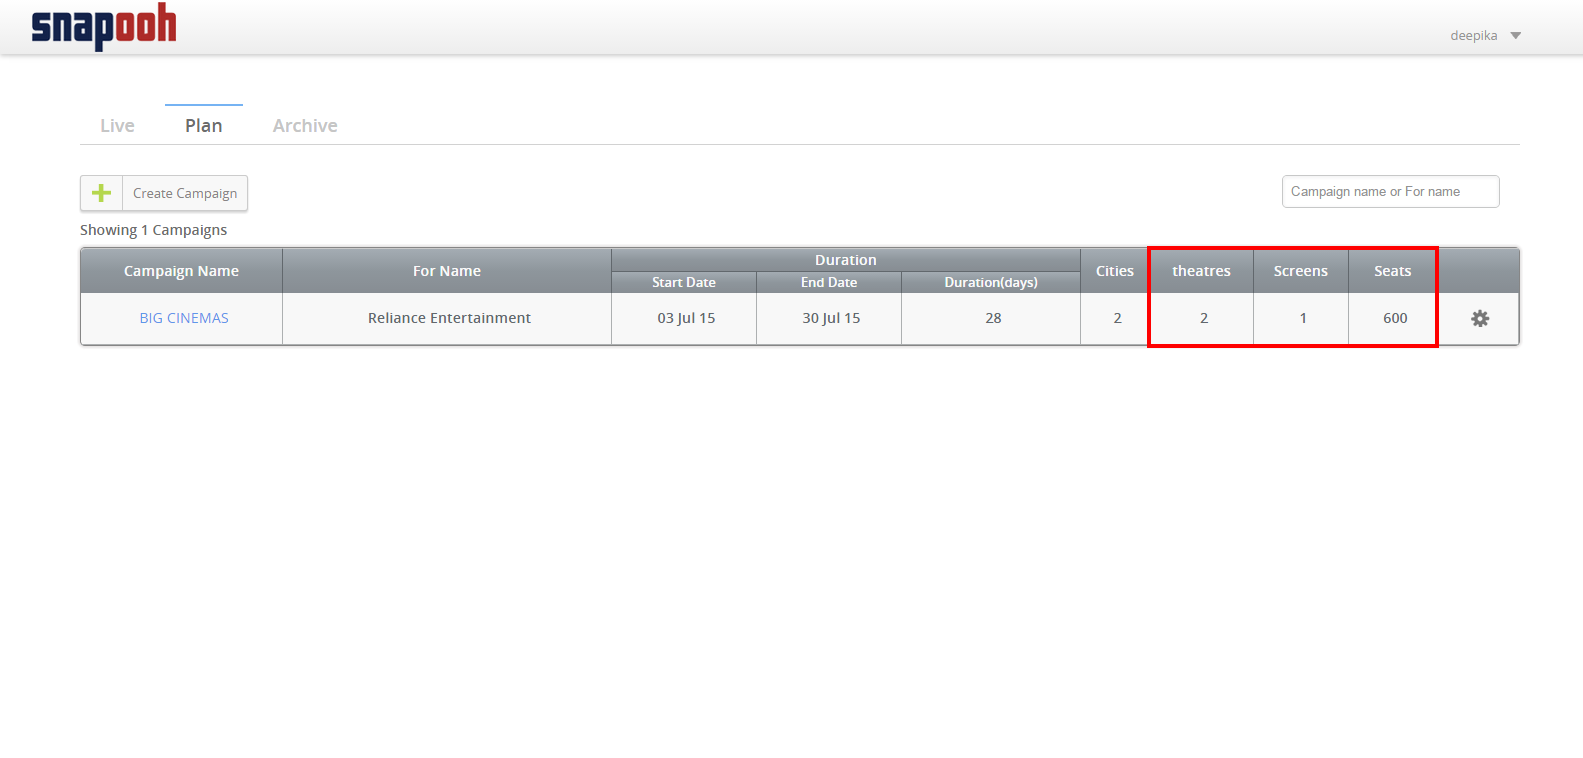 snapooh
deepika
Live Plan Archive
Create Campaign
Campaign name or For name
Showing 1 Campaigns
Campaign Name For Name Duration Cities theatres Screens Seats
Start Date End Date Duration(days)
BIG CINEMAS Reliance Entertainment 03 Jul 15 30 Jul 15 28 2 2 1 600